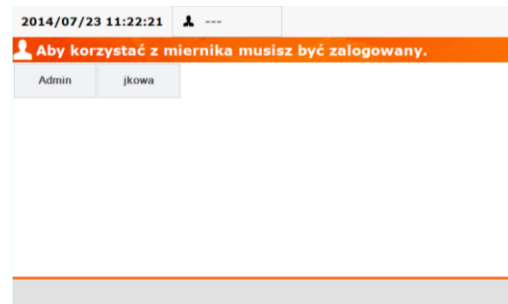 2014/07/23 11:22:21 ---
Aby korzystać z miernika musisz być zalogowany.
Admin jkowa